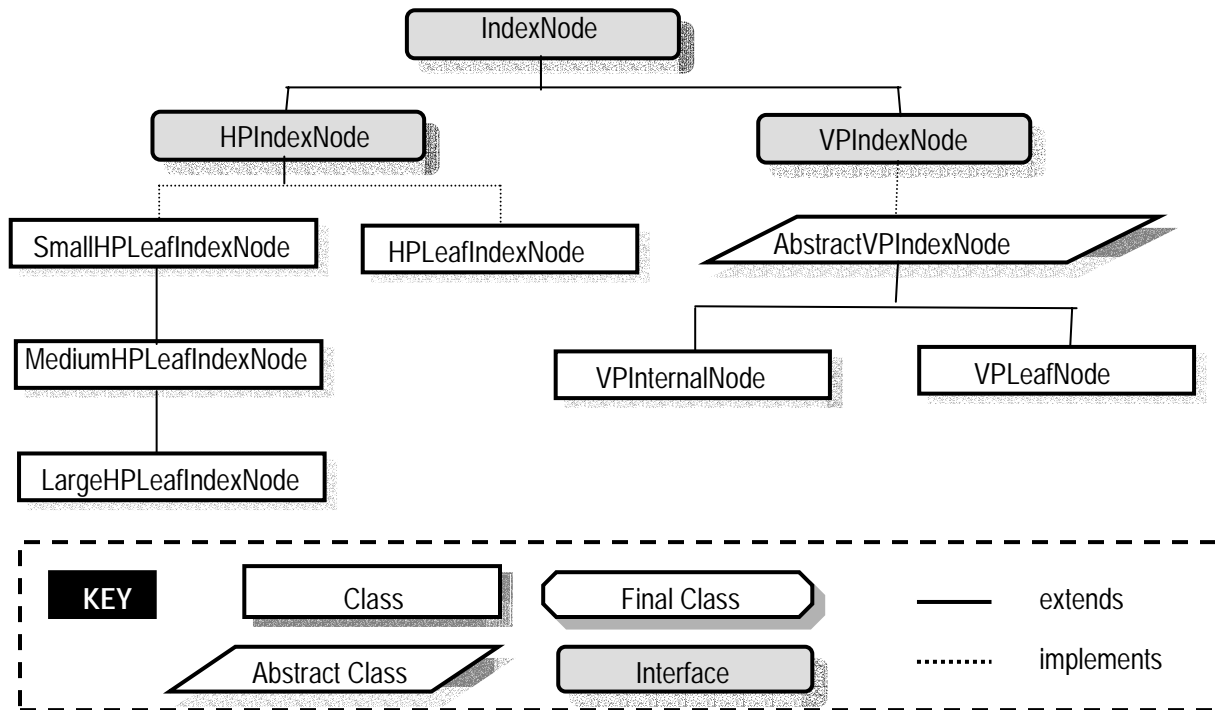 IndexNode
HPIndexNode
VPIndexNode
SmallHPLeafIndexNode
HPLeafIndexNode
AbstractVPIndexNode
MediumHPLeafIndexNode
VPInternalNode
VPLeafNode
LargeHPLeafIndexNode
KEY
Class
Final Class
extends
Abstract Class
Interface
implements